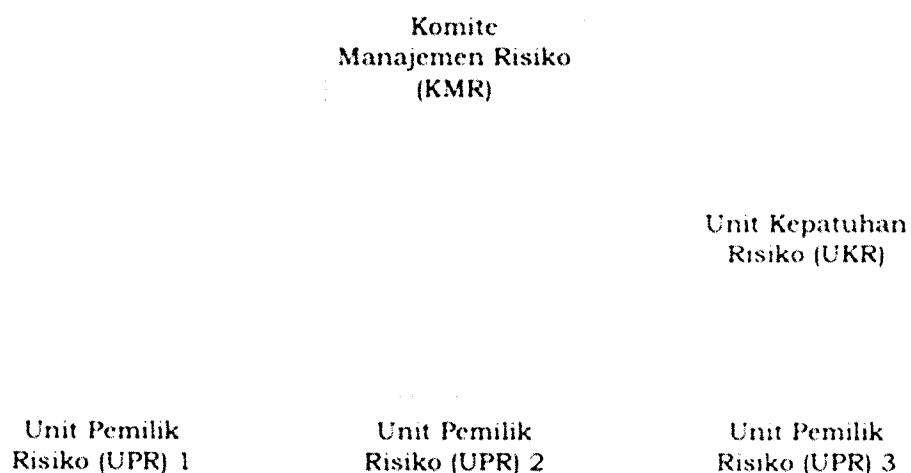 Komite
Manajemen Risiko
(KMR)
Unit Kepatuhan
Risiko (UKR)
Unit Pemilik
Risiko (UPR) 1
Unit Pemilik
Risiko (UPR) 2
Unit Pemilik
Risiko (UPR) 3